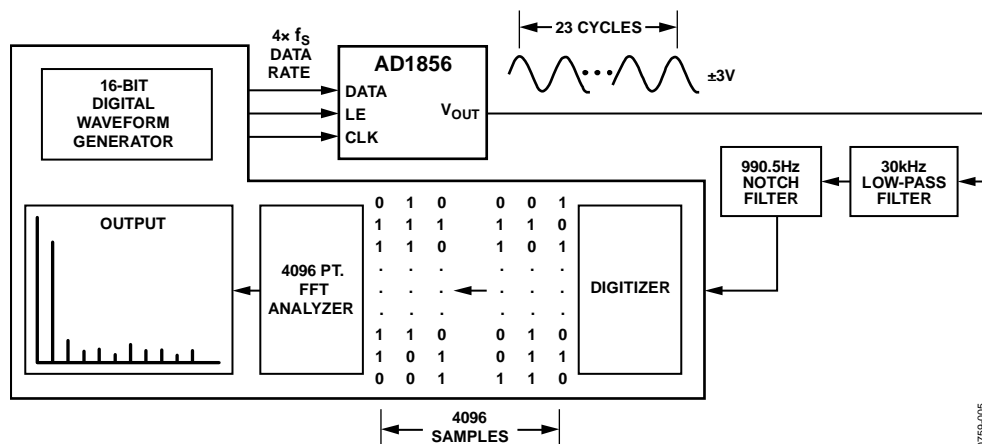 4× fS
DATA
RATE
23 CYCLES
±3V
AD1856
DATA
LE
CLK
VOUT
16-BIT
DIGITAL
WAVEFORM
GENERATOR
990.5Hz
NOTCH
FILTER
30kHz
LOW-PASS
FILTER
OUTPUT
4096 PT.
FFT
ANALYZER
0 1 0 0 0 1
1 1 1 1 1 0
1 1 0 1 0 1
. . . . . .
. . . . . .
. . . . . .
1 1 0 0 1 0
1 0 1 0 1 1
0 0 1 1 1 0
DIGITIZER
4096
SAMPLES